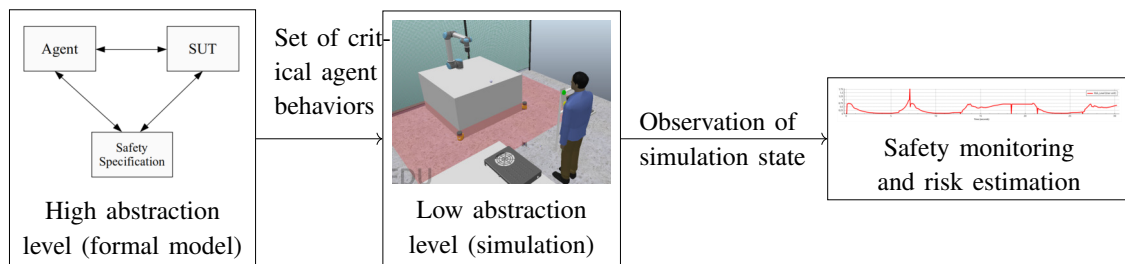 Agent
SUT
Safety
Specification
High abstraction
level (formal model)
Set of crit-
ical agent
behaviors
EDU
Low abstraction
level (simulation)
Observation of
simulation state
Safety monitoring
and risk estimation